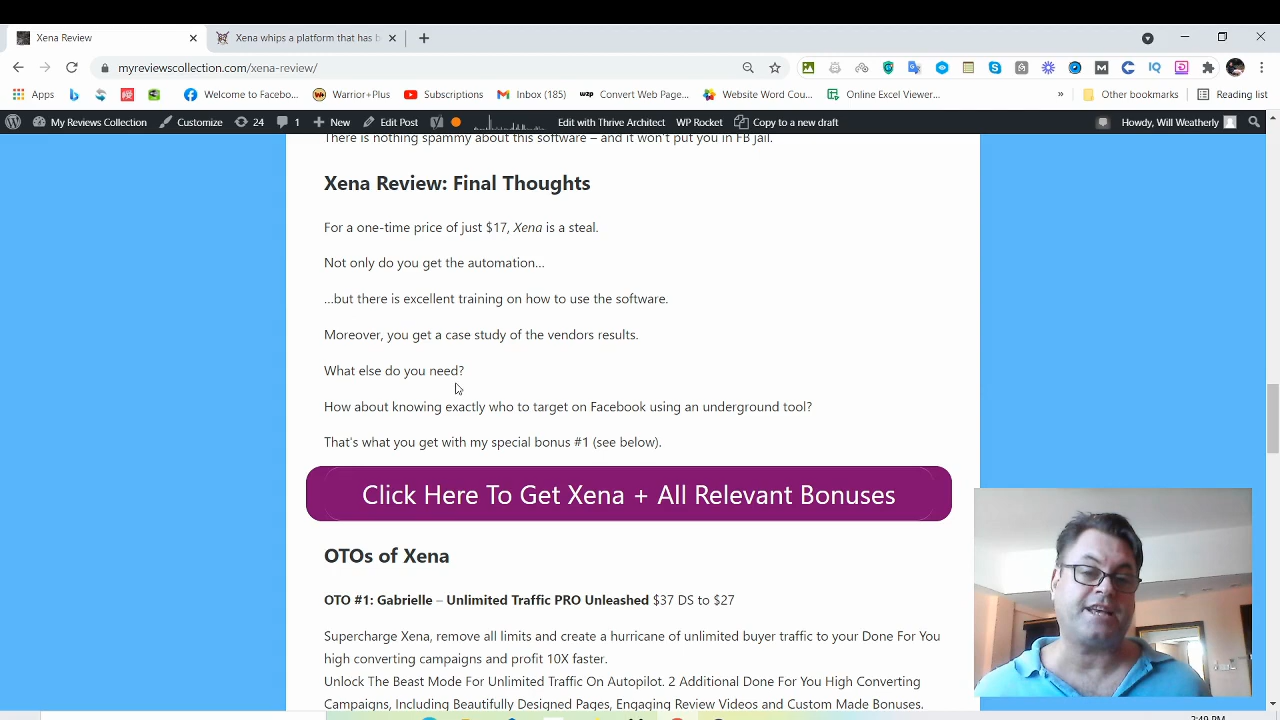 Xena Review
Xena whips a platform that has b
myreviewscollection.com/xena-review/
Apps
Welcome to Facebo...
Warrior+Plus
Subscriptions
Inbox (185)
Convert Web Page...
Website Word Cou...
Online Excel Viewer...
»
Other bookmarks
Reading list
My Reviews Collection
Customize
24
1
New
Edit Post
Edit with Thrive Architect
WP Rocket
Copy to a new draft
Howdy, Will Weatherly
There is nothing spammy about this software – and it won't put you in FB jail.
Xena Review: Final Thoughts
For a one-time price of just $17, Xena is a steal.
Not only do you get the automation…
…but there is excellent training on how to use the software.
Moreover, you get a case study of the vendors results.
What else do you need?
How about knowing exactly who to target on Facebook using an underground tool?
That's what you get with my special bonus #1 (see below).
Click Here To Get Xena + All Relevant Bonuses
OTOs of Xena
OTO #1: Gabrielle – Unlimited Traffic PRO Unleashed $37 DS to $27
Supercharge Xena, remove all limits and create a hurricane of unlimited buyer traffic to your Done For You
high converting campaigns and profit 10X faster.
Unlock The Beast Mode For Unlimited Traffic On Autopilot. 2 Additional Done For You High Converting
Campaigns, Including Beautifully Designed Pages, Engaging Review Videos and Custom Made Bonuses.
2:49 PM